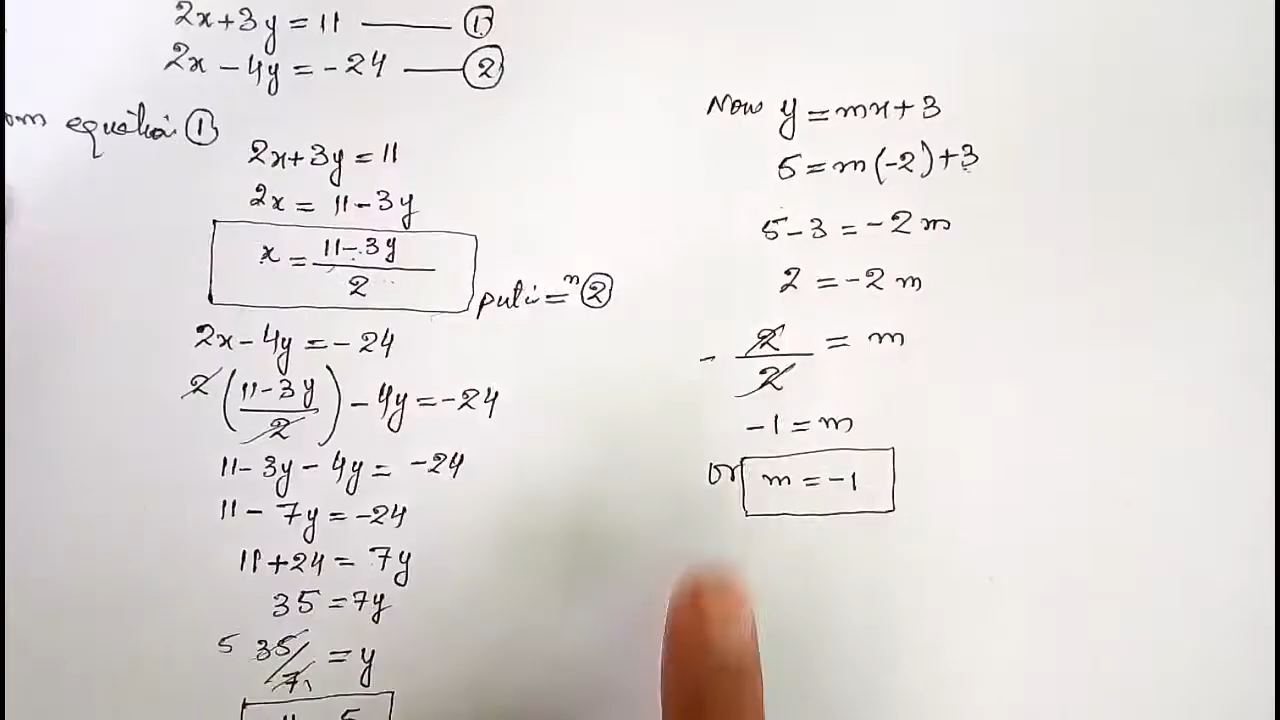 2x+3y = 11 —— ①
2x - 4y = -24 —— ②
om equation ①
2x+3y = 11
2x = 11-3y
x = 11-3y / 2
put in =n ②
2x-4y = -24
2(11-3y / 2) - 4y = -24
11-3y-4y = -24
11-7y = -24
11+24 = 7y
35 = 7y
5 35/7 1 = y
Now y = mx+3
5 = m(-2)+3
5-3 = -2m
2 = -2m
- 2/2 = m
-1 = m
or m = -1